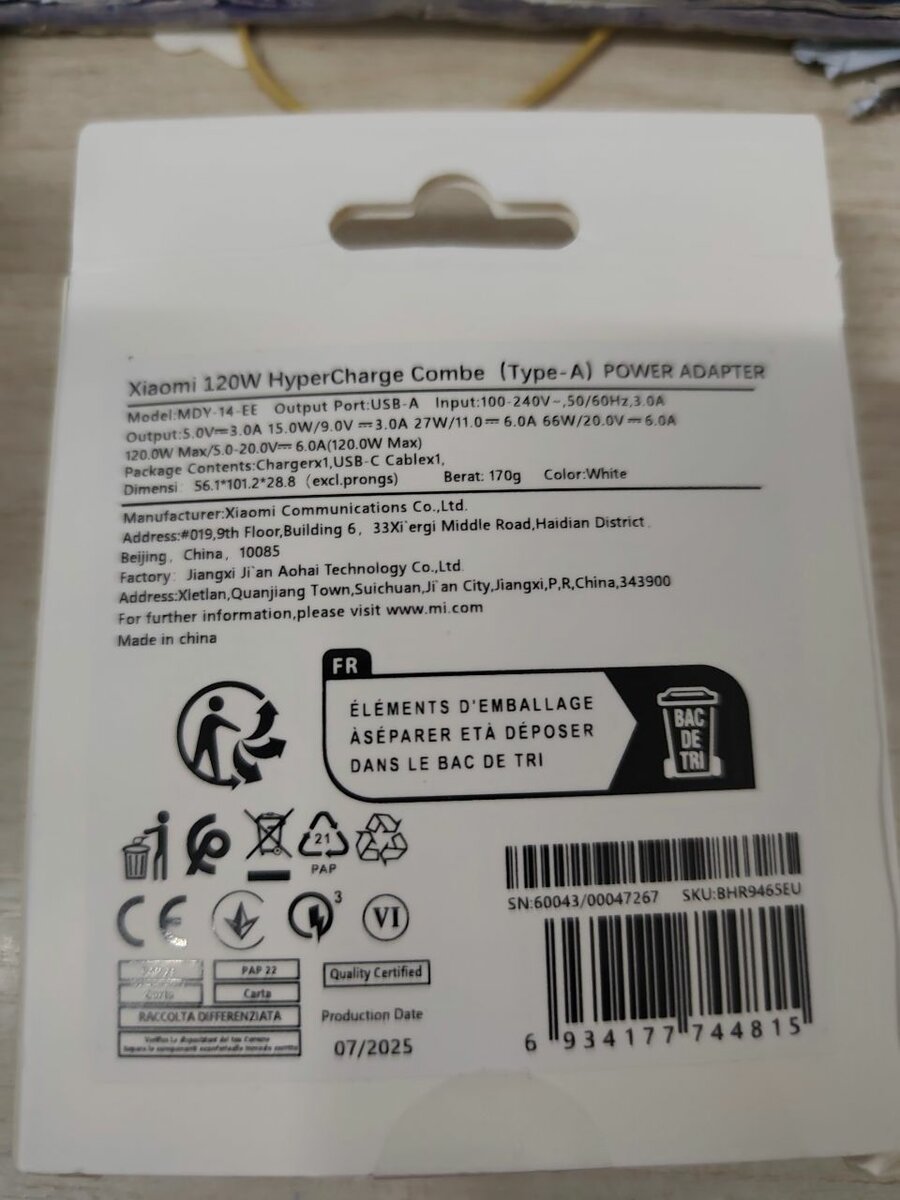 Xiaomi 120W HyperCharge Combe (Type-A) POWER ADAPTER
Model:MDY-14-EE Output Port:USB-A Input:100-240V~,50/60Hz,3.0A
Output:5.0V⎓3.0A 15.0W/9.0V⎓3.0A 27W/11.0⎓6.0A 66W/20.0V⎓6.0A
120.0W Max/5.0-20.0V⎓6.0A(120.0W Max)
Package Contents:Chargerx1,USB-C Cablex1,
Dimensi 56.1*101.2*28.8 (excl.prongs) Berat: 170g Color:White
Manufacturer:Xiaomi Communications Co.,Ltd.
Address:#019,9th Floor,Building 6, 33Xi`ergi Middle Road,Haidian District
Beijing, China, 10085
Factory: Jiangxi Ji`an Aohai Technology Co.,Ltd.
Address:Xletlan,Quanjiang Town,Suichuan,Ji`an City,Jiangxi,P,R,China,343900
For further information,please visit www.mi.com
Made in china
FR
ÉLÉMENTS D'EMBALLAGE
ÀSÉPARER ETÀ DÉPOSER
DANS LE BAC DE TRI
BAC
DE
TRI
21
PAP
CE
3
VI
SN:60043/00047267 SKU:BHR9465EU
PAP 22
Carta
RACCOLTA DIFFERENZIATA
Quality Certified
Production Date
07/2025
6 934177 744815